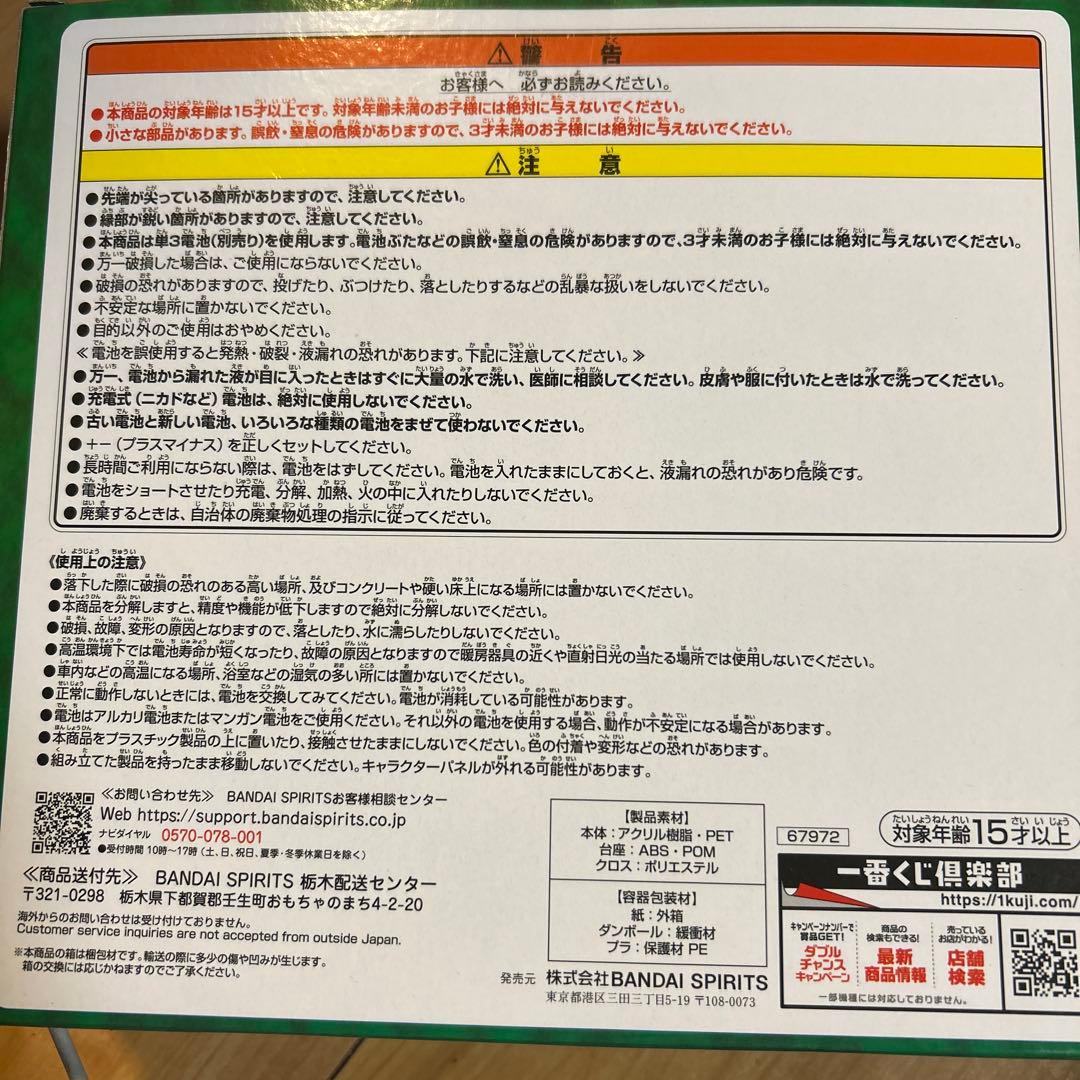 ⚠警告
お客様へ 必ずお読みください。
●本商品の対象年齢は15才以上です。対象年齢未満のお子様には絶対に与えないでください。
●小さな部品があります。誤飲・窒息の危険がありますので、3才未満のお子様には絶対に与えないでください。
⚠注意
●先端が尖っている箇所がありますので、注意してください。
●縁部が鋭い箇所がありますので、注意してください。
●本商品は単3電池(別売り)を使用します。電池ぶたなどの誤飲・窒息の危険がありますので、3才未満のお子様には絶対に与えないでください。
●万一破損した場合は、ご使用にならないでください。
●破損の恐れがありますので、投げたり、ぶつけたり、落としたりするなどの乱暴な扱いをしないでください。
●不安定な場所に置かないでください。
●目的以外のご使用はおやめください。
≪電池を誤使用すると発熱・破裂・液漏れの恐れがあります。下記に注意してください。≫
●万一、電池から漏れた液が目に入ったときはすぐに大量の水で洗い、医師に相談してください。皮膚や服に付いたときは水で洗ってください。
●充電式(ニカドなど)電池は、絶対に使用しないでください。
●古い電池と新しい電池、いろいろな種類の電池をまぜて使わないでください。
●+-(プラスマイナス)を正しくセットしてください。
●長時間ご利用にならない際は、電池をはずしてください。電池を入れたままにしておくと、液漏れの恐れがあり危険です。
●電池をショートさせたり充電、分解、加熱、火の中に入れたりしないでください。
●廃棄するときは、自治体の廃棄物処理の指示に従ってください。
《使用上の注意》
●落下した際に破損の恐れのある高い場所、及びコンクリートや硬い床上になる場所には置かないでください。
●本商品を分解しますと、精度や機能が低下しますので絶対に分解しないでください。
●破損、故障、変形の原因となりますので、落としたり、水に濡らしたりしないでください。
●高温環境下では電池寿命が短くなったり、故障の原因となりますので暖房器具の近くや直射日光の当たる場所では使用しないでください。
●車内などの高温になる場所、浴室などの湿気の多い所には置かないでください。
●正常に動作しないときには、電池を交換してみてください。電池が消耗している可能性があります。
●電池はアルカリ電池またはマンガン電池をご使用ください。それ以外の電池を使用する場合、動作が不安定になる場合があります。
●本商品をプラスチック製品の上に置いたり、接触させたままにしないでください。色の付着や変形などの恐れがあります。
●組み立てた製品を持ったまま移動しないでください。キャラクターパネルが外れる可能性があります。
≪お問い合わせ先≫ BANDAI SPIRITSお客様相談センター
Web https://support.bandaispirits.co.jp
ナビダイヤル 0570-078-001
●受付時間 10時〜17時(土、日、祝日、夏季・冬季休業日を除く)
≪商品送付先≫ BANDAI SPIRITS 栃木配送センター
〒321-0298 栃木県下都賀郡壬生町おもちゃのまち4-2-20
海外からのお問い合わせは受け付けておりません。
Customer service inquiries are not accepted from outside Japan.
※本商品の箱は梱包材です。輸送の際に多少の傷や凹みが生じます。
箱の交換には応じかねますのでご了承ください。
【製品素材】
本体:アクリル樹脂・PET
台座:ABS・POM
クロス:ポリエステル
【容器包装材】
紙:外箱
ダンボール:緩衝材
プラ:保護材 PE
発売元 株式会社BANDAI SPIRITS
東京都港区三田三丁目5-19 〒108-0073
67972
対象年齢15才以上
一番くじ倶楽部
https://1kuji.com/
キャンペーンナンバーで
賞品GET!
ダブル
チャンス
キャンペーン
商品の
検索もできる!
最新
商品情報
売っている
お店がわかる!
店舗
検索
一部機種には対応しておりません。